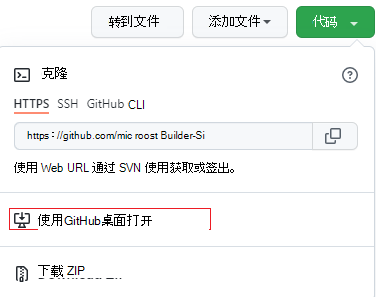 转到文件 添加文件 代码
克隆
HTTPS SSH GitHub CLI
https://github.com/mic roost Builder-Si
使用 Web URL 通过 SVN 使用获取或签出。
使用GitHub桌面打开
下载 ZIP